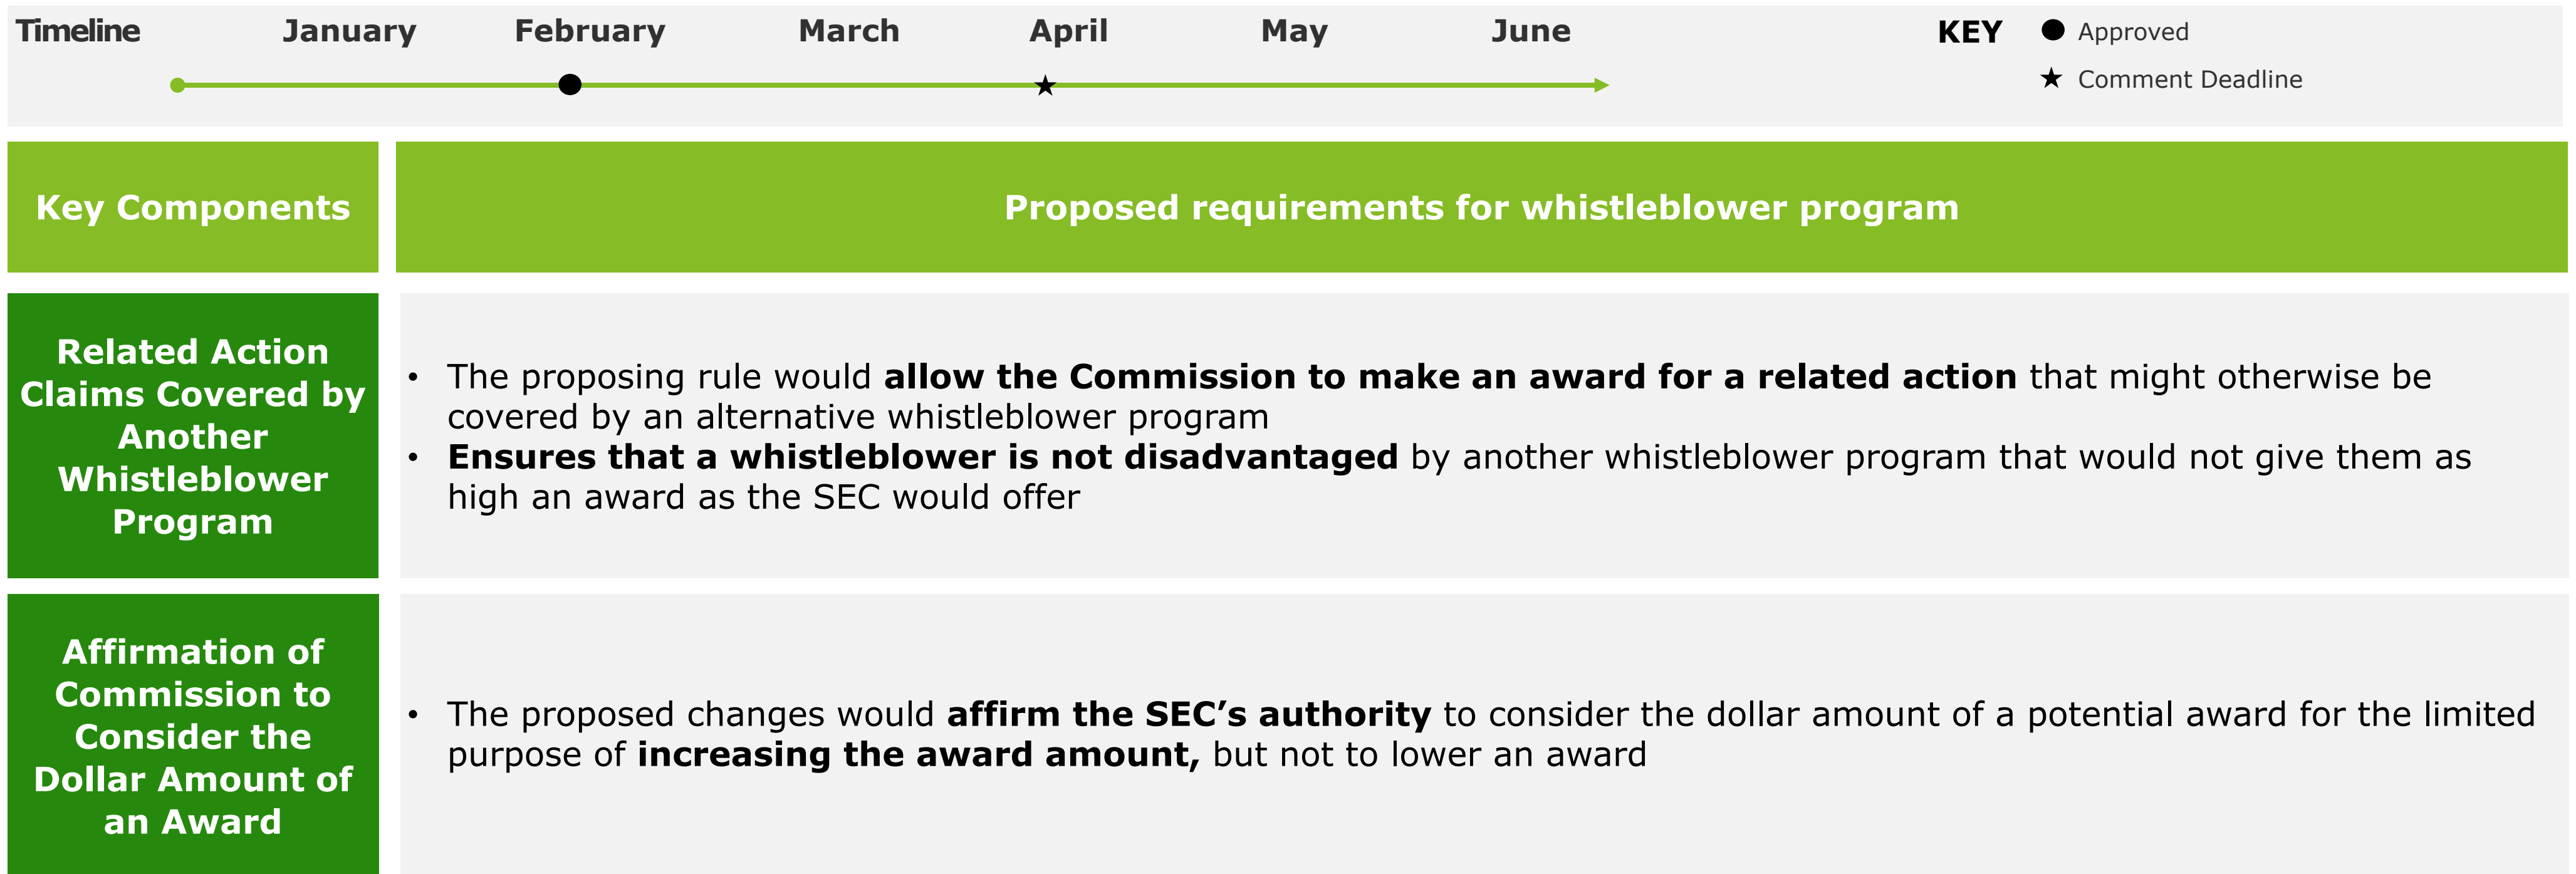 Timeline January February March April May June KEY ● Approved
★ Comment Deadline
Key Components
Proposed requirements for whistleblower program
Related Action
Claims Covered by
Another
Whistleblower
Program
• The proposing rule would allow the Commission to make an award for a related action that might otherwise be
covered by an alternative whistleblower program
• Ensures that a whistleblower is not disadvantaged by another whistleblower program that would not give them as
high an award as the SEC would offer
Affirmation of
Commission to
Consider the
Dollar Amount of
an Award
• The proposed changes would affirm the SEC’s authority to consider the dollar amount of a potential award for the limited
purpose of increasing the award amount, but not to lower an award